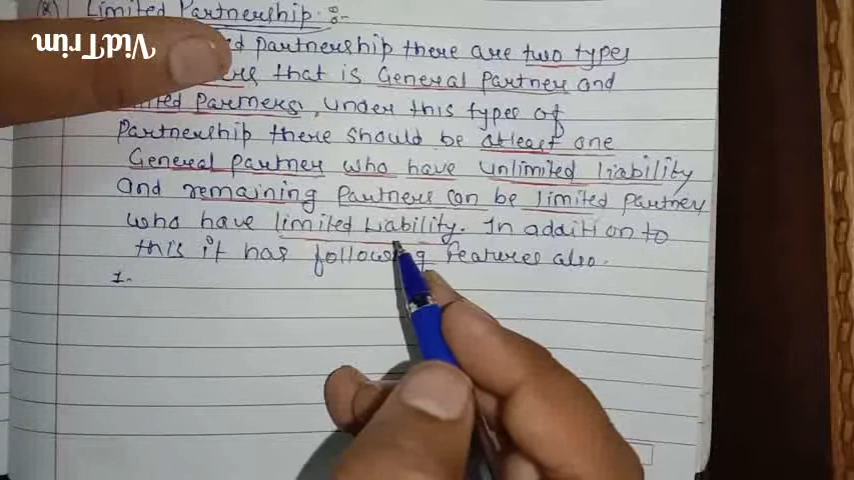 (2) Limited Partnership :-
VidTrim
Partnership there are two types
that is General Partner and
Partners, under this types of
Partnership there should be atleast one
General partner who have unlimited liability
and remaining Partners can be limited Partner
who have limited Liability. In addition to
this it has following features also.
1.